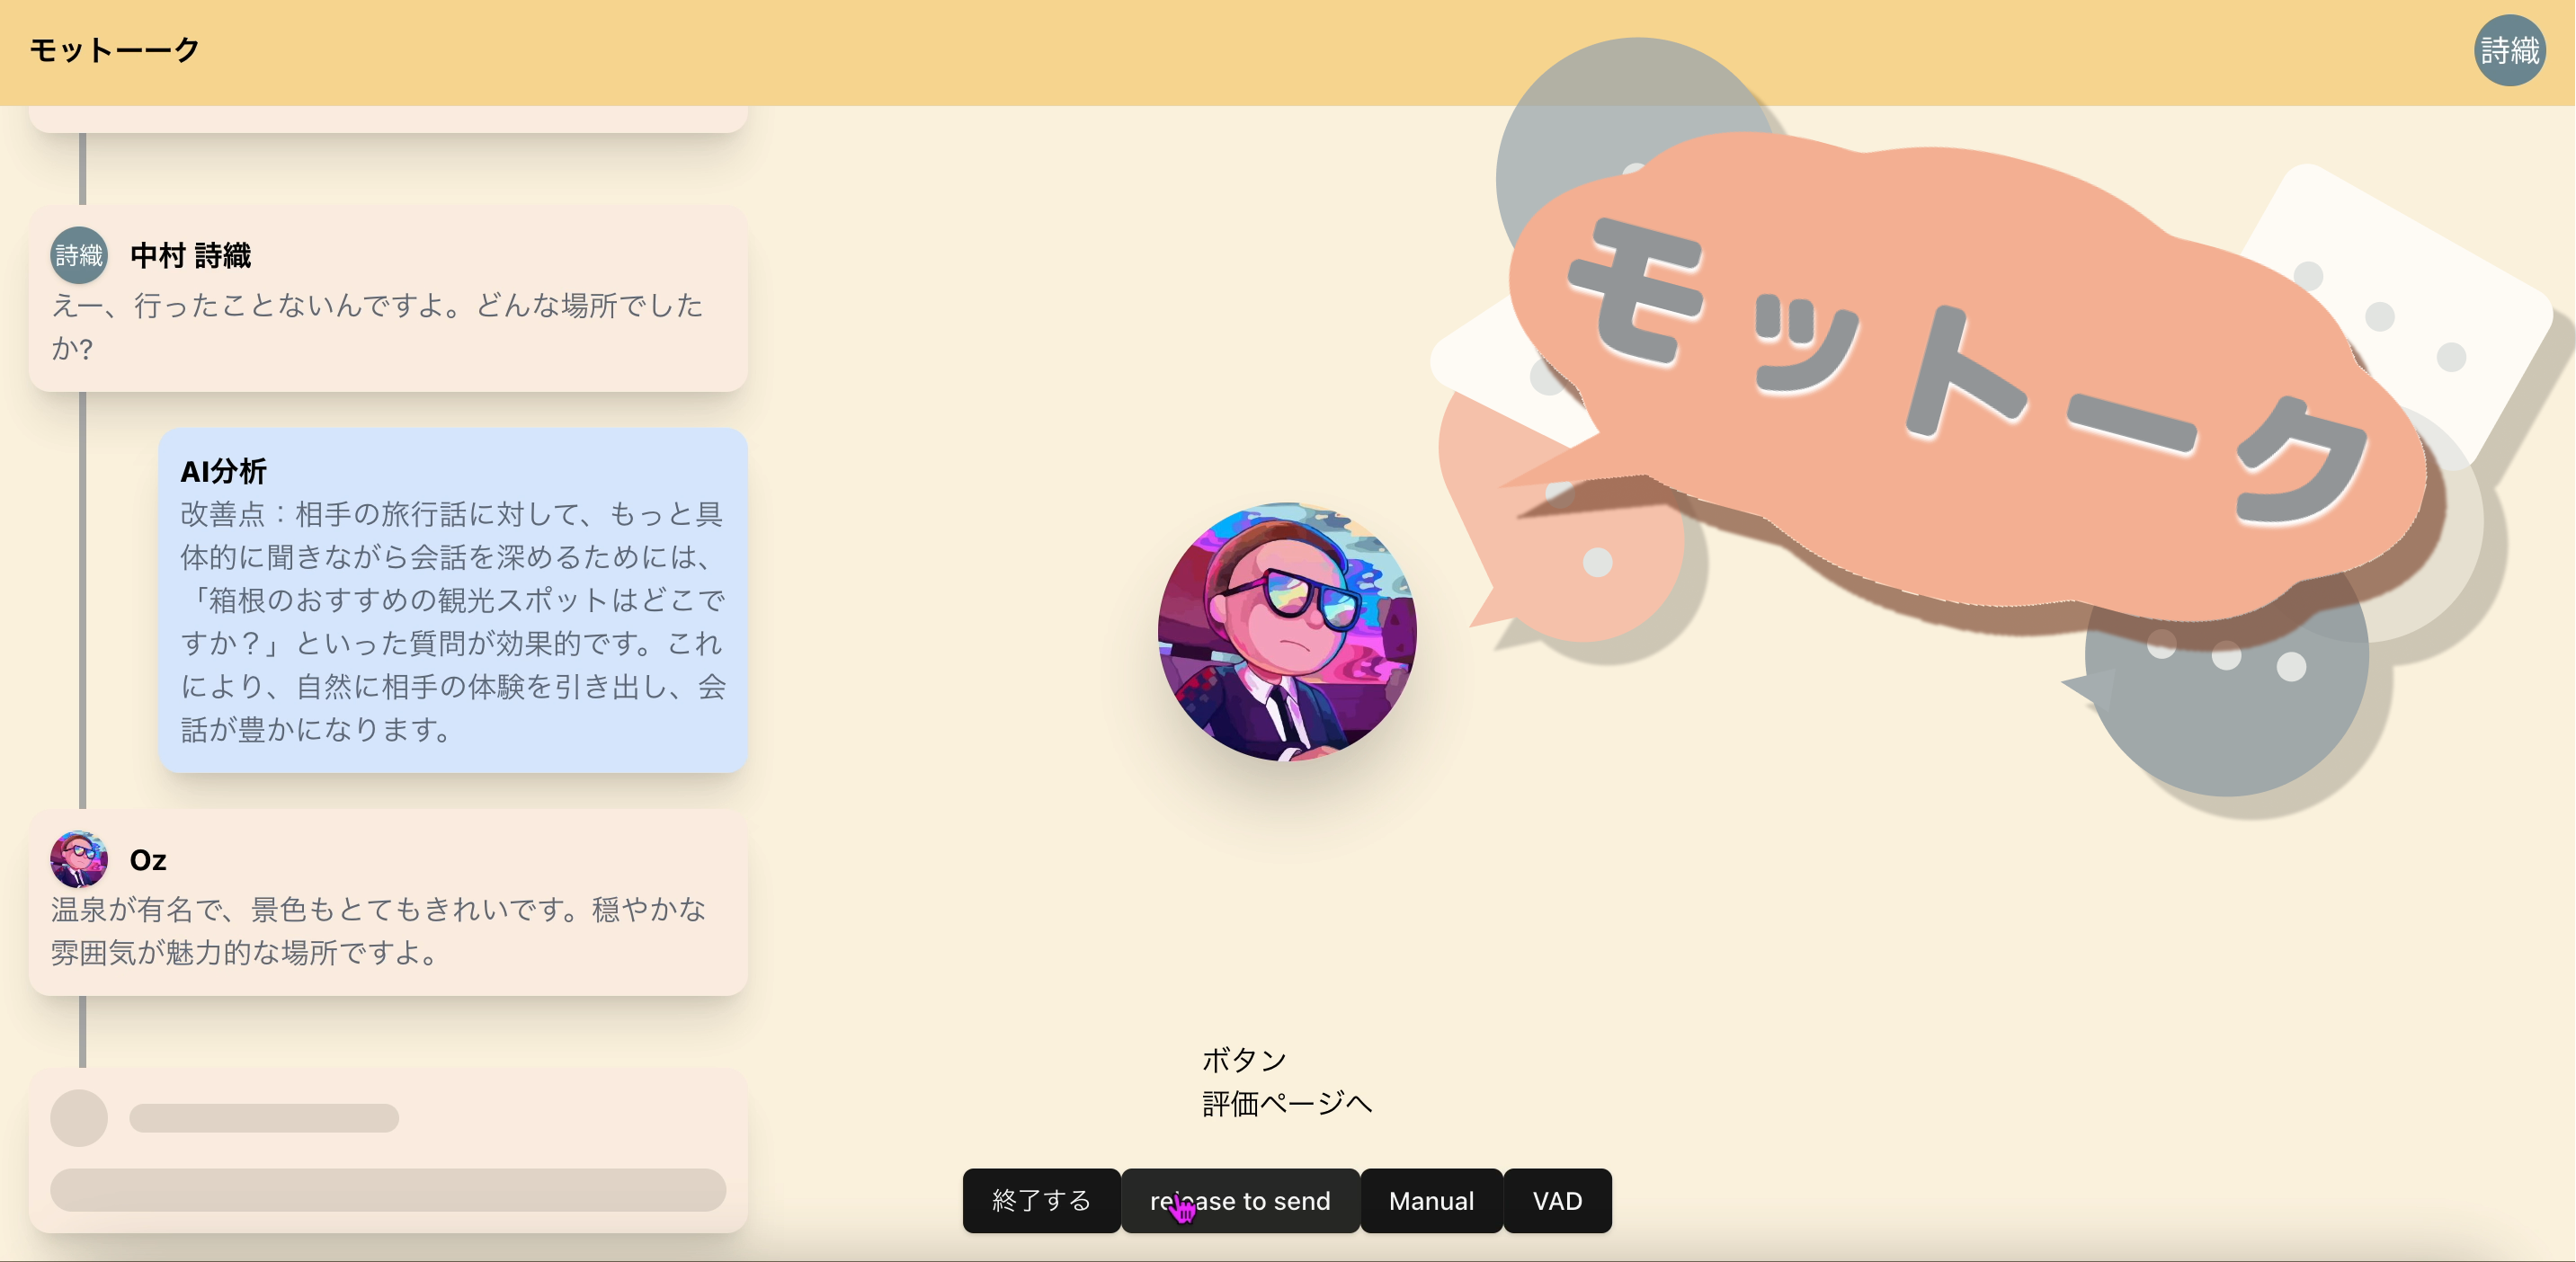 モットーーク
詩織
詩織 中村 詩織
えー、行ったことないんですよ。どんな場所でした
か?
AI分析
改善点：相手の旅行話に対して、もっと具
体的に聞きながら会話を深めるためには、
「箱根のおすすめの観光スポットはどこで
すか？」といった質問が効果的です。これ
により、自然に相手の体験を引き出し、会
話が豊かになります。
Oz
温泉が有名で、景色もとてもきれいです。穏やかな
雰囲気が魅力的な場所ですよ。
モットーク
ボタン
評価ページへ
終了する release to send Manual VAD